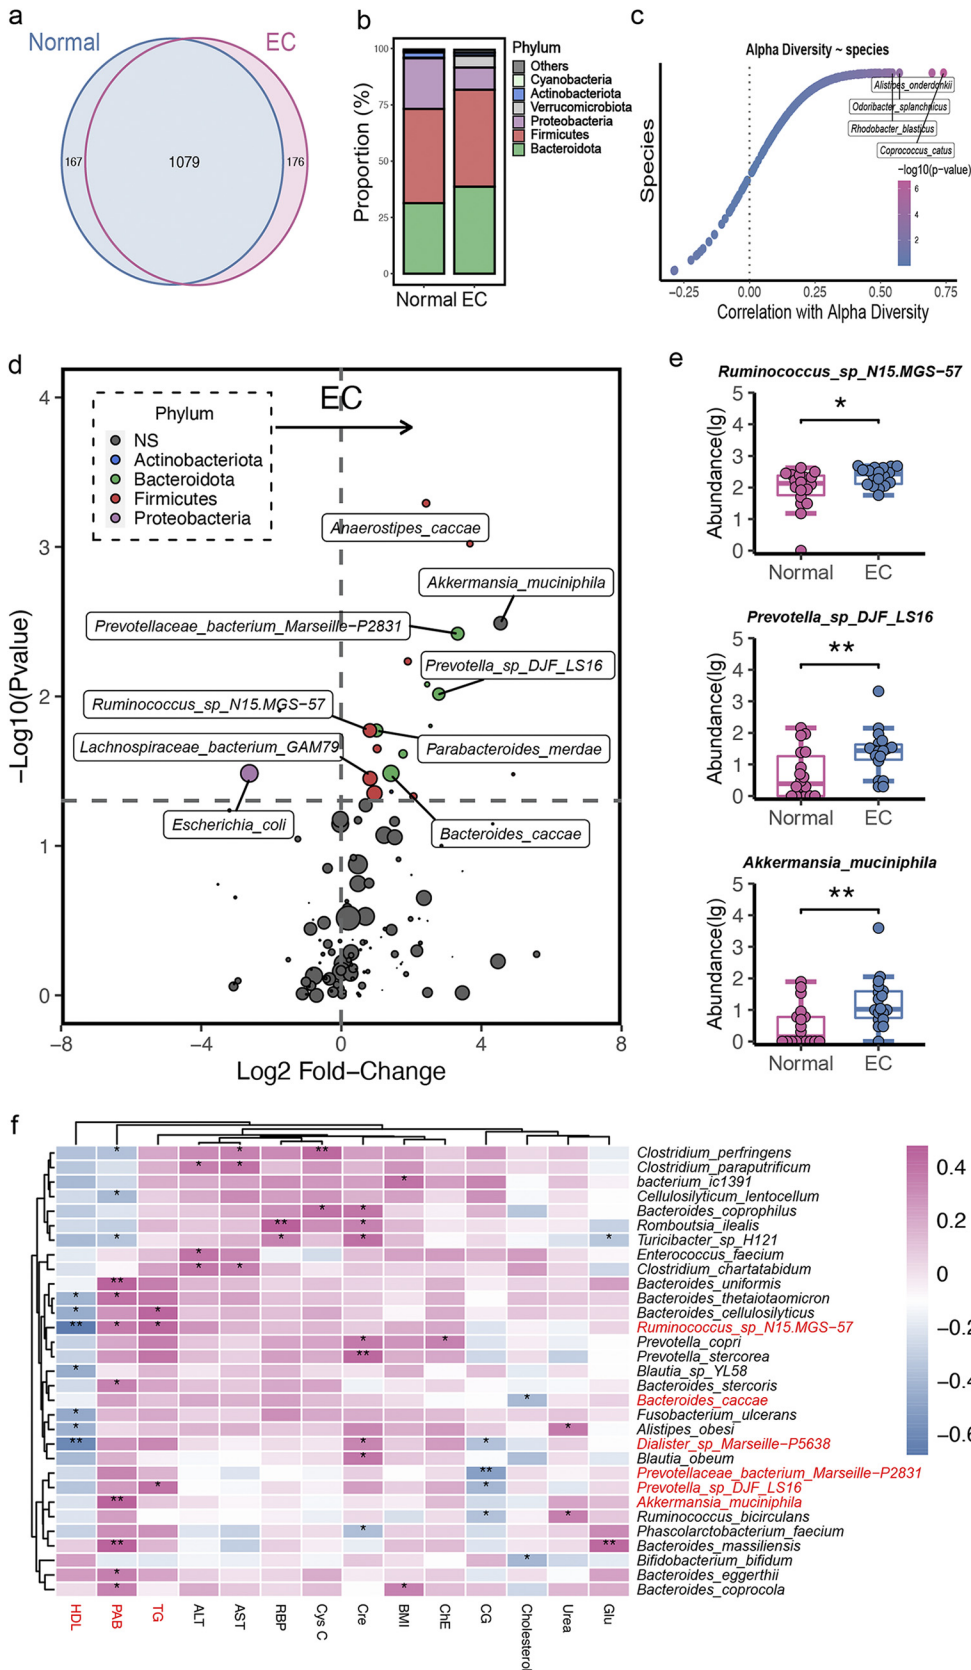 a
Normal
EC
167
1079
176
b
Proportion (%)
100
75
50
25
0
Normal EC
Phylum
Others
Cyanobacteria
Actinobacteriota
Verrucomicrobiota
Proteobacteria
Firmicutes
Bacteroidota
c
Alpha Diversity ~ species
Species
Alistipes_onderdonkii
Odoribacter_splanchnicus
Rhodobacter_blasticus
Coprococcus_catus
-log10(p-value)
6
4
2
−0.25 0.00 0.25 0.50 0.75
Correlation with Alpha Diversity
d
EC
Phylum
NS
Actinobacteriota
Bacteroidota
Firmicutes
Proteobacteria
Anaerostipes_caccae
Akkermansia_muciniphila
Prevotellaceae_bacterium_Marseille−P2831
Prevotella_sp_DJF_LS16
Ruminococcus_sp_N15.MGS−57
Lachnospiraceae_bacterium_GAM79
Parabacteroides_merdae
Escherichia_coli
Bacteroides_caccae
−Log10(Pvalue)
4
3
2
1
0
−8 −4 0 4 8
Log2 Fold−Change
e
Ruminococcus_sp_N15.MGS−57
Abundance(lg)
5
4
3
2
1
0
*
Normal EC
Prevotella_sp_DJF_LS16
Abundance(lg)
5
4
3
2
1
0
**
Normal EC
Akkermansia_muciniphila
Abundance(lg)
5
4
3
2
1
0
**
Normal EC
f
Clostridium_perfringens
Clostridium_paraputrificum
bacterium_ic1391
Cellulosilyticum_lentocellum
Bacteroides_coprophilus
Romboutsia_ilealis
Turicibacter_sp_H121
Enterococcus_faecium
Clostridium_chartatabidum
Bacteroides_uniformis
Bacteroides_thetaiotaomicron
Bacteroides_cellulosilyticus
Ruminococcus_sp_N15.MGS−57
Prevotella_copri
Prevotella_stercorea
Blautia_sp_YL58
Bacteroides_stercoris
Bacteroides_caccae
Fusobacterium_ulcerans
Alistipes_obesi
Dialister_sp_Marseille−P5638
Blautia_obeum
Prevotellaceae_bacterium_Marseille−P2831
Prevotella_sp_DJF_LS16
Akkermansia_muciniphila
Ruminococcus_bicirculans
Phascolarctobacterium_faecium
Bacteroides_massiliensis
Bifidobacterium_bifidum
Bacteroides_eggerthii
Bacteroides_coprocola
HDL PAB TG ALT AST RBP Cys C Cre BMI ChE CG Cholesterol Urea Glu
0.4
0.2
0
−0.2
−0.4
−0.6